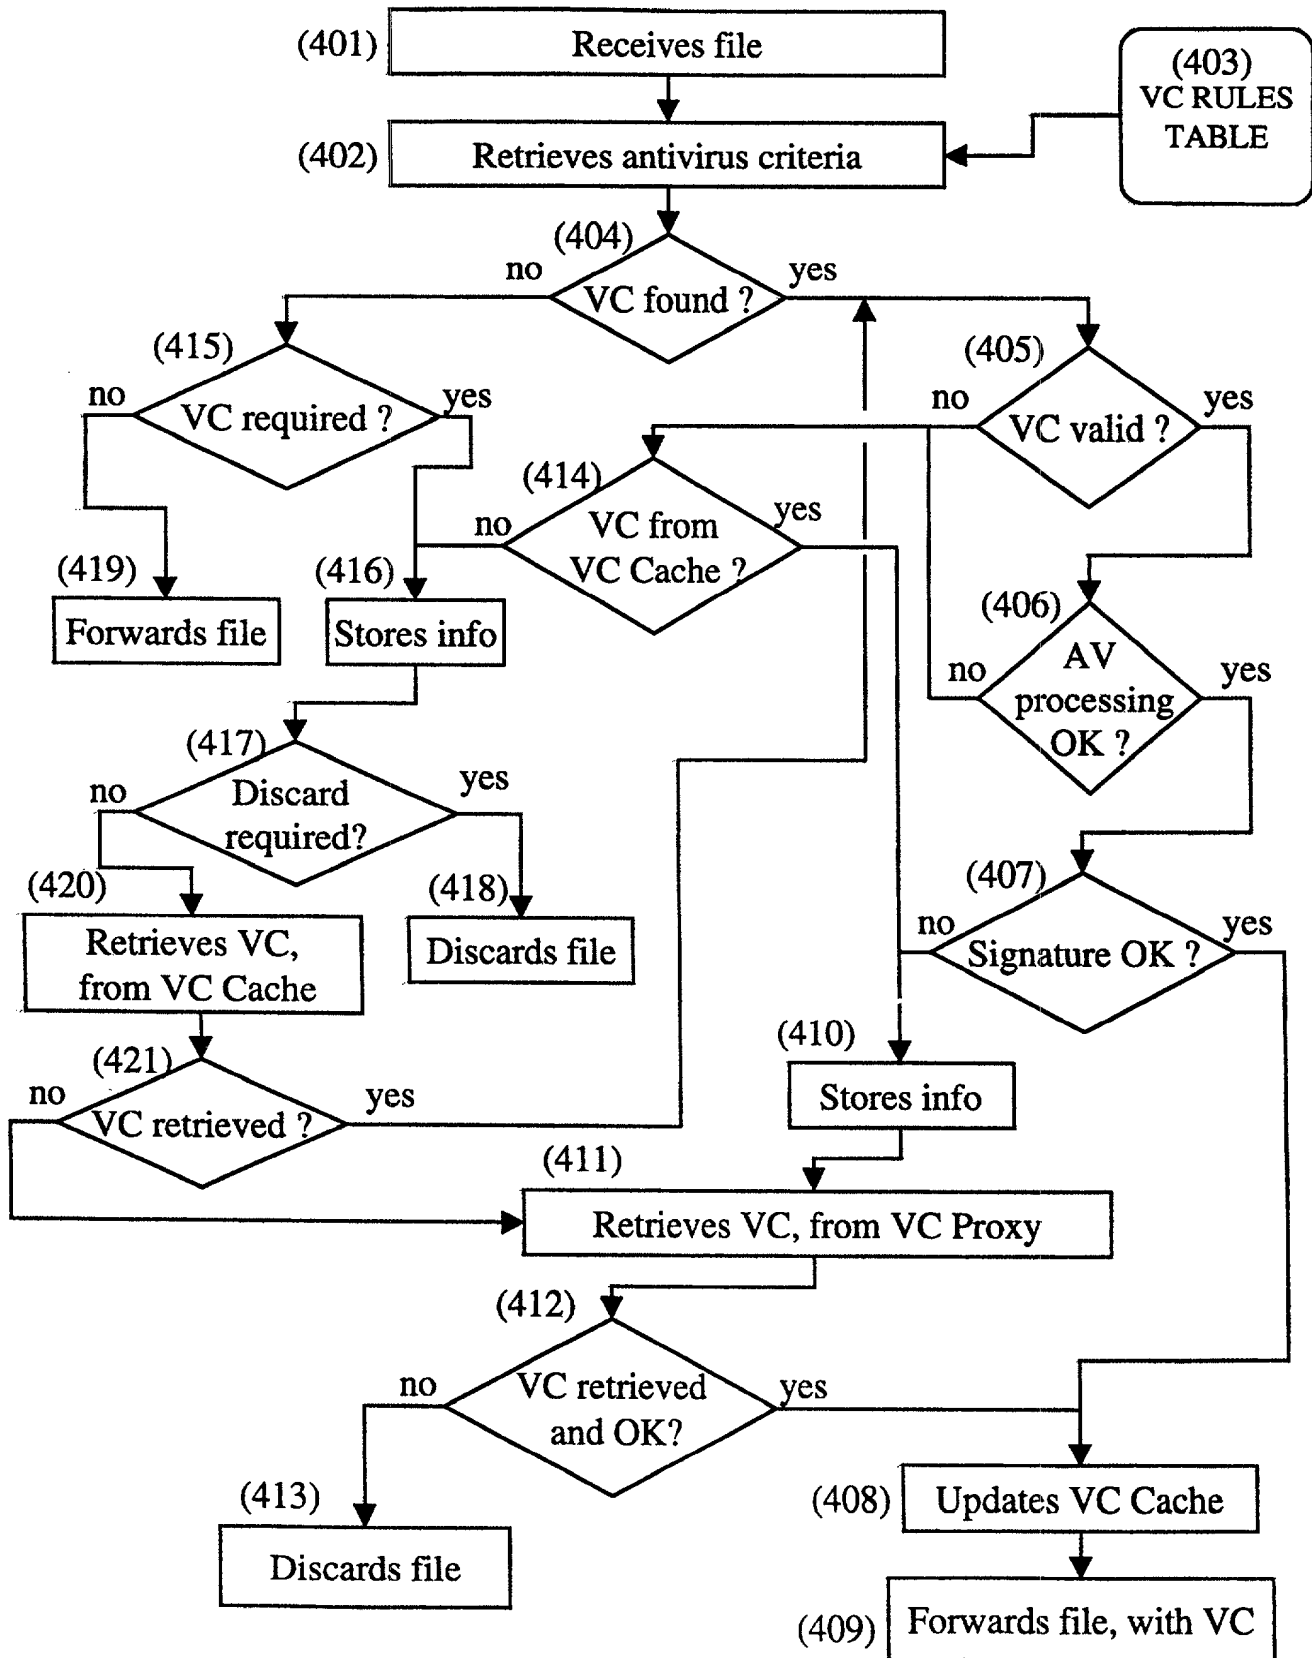 (401)
Receives file
(403)
VC RULES
TABLE
(402)
Retrieves antivirus criteria
(404)
no
yes
VC found ?
(415)
(405)
no
yes
VC required ?
no
yes
VC valid ?
(414)
no
yes
VC from
VC Cache ?
(419)
(416)
(406)
Forwards file
Stores info
AV
processing
OK ?
no
yes
(417)
no
yes
Discard
required?
(420)
(418)
(407)
no
yes
Retrieves VC,
from VC Cache
Discards file
Signature OK ?
(421)
(410)
no
yes
VC retrieved ?
Stores info
(411)
Retrieves VC, from VC Proxy
(412)
no
yes
VC retrieved
and OK?
(413)
(408)
Updates VC Cache
Discards file
(409)
Forwards file, with VC